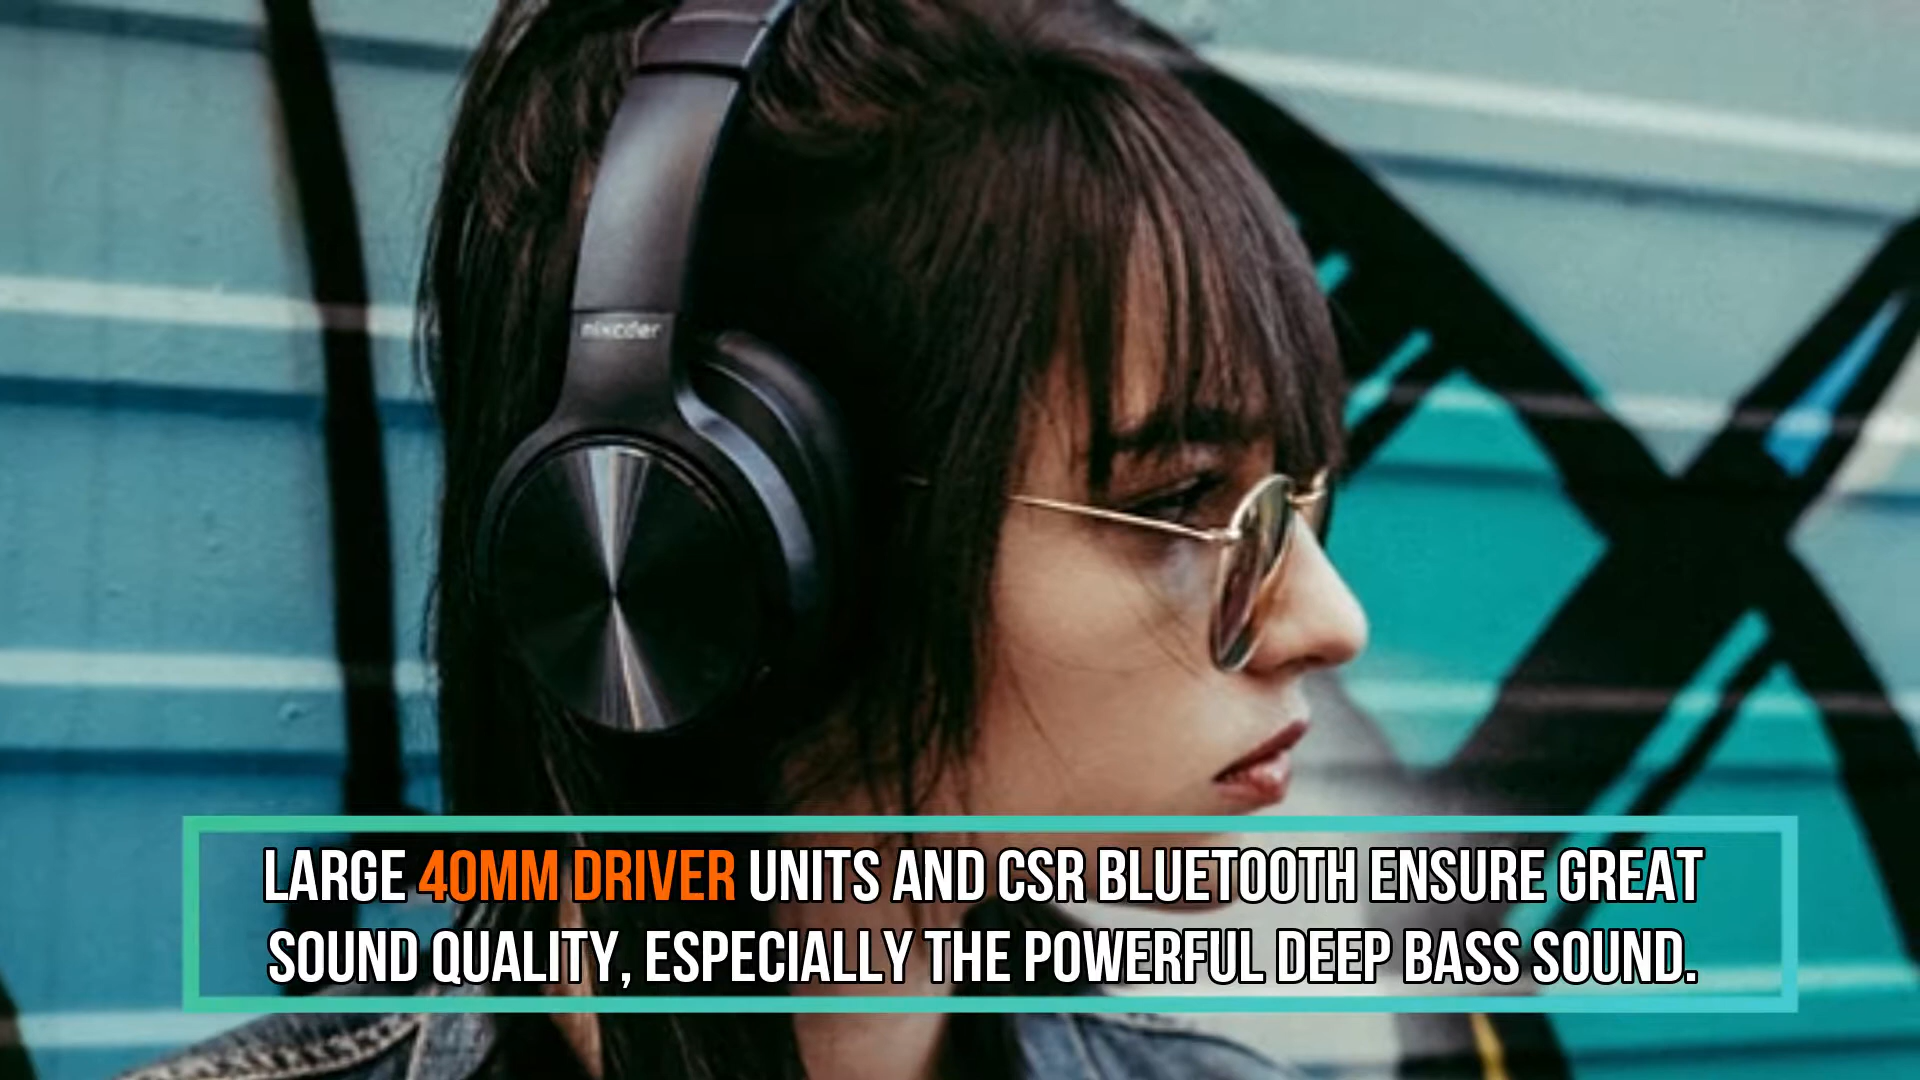 mixcder
LARGE 40MM DRIVER UNITS AND CSR BLUETOOTH ENSURE GREAT
SOUND QUALITY, ESPECIALLY THE POWERFUL DEEP BASS SOUND.